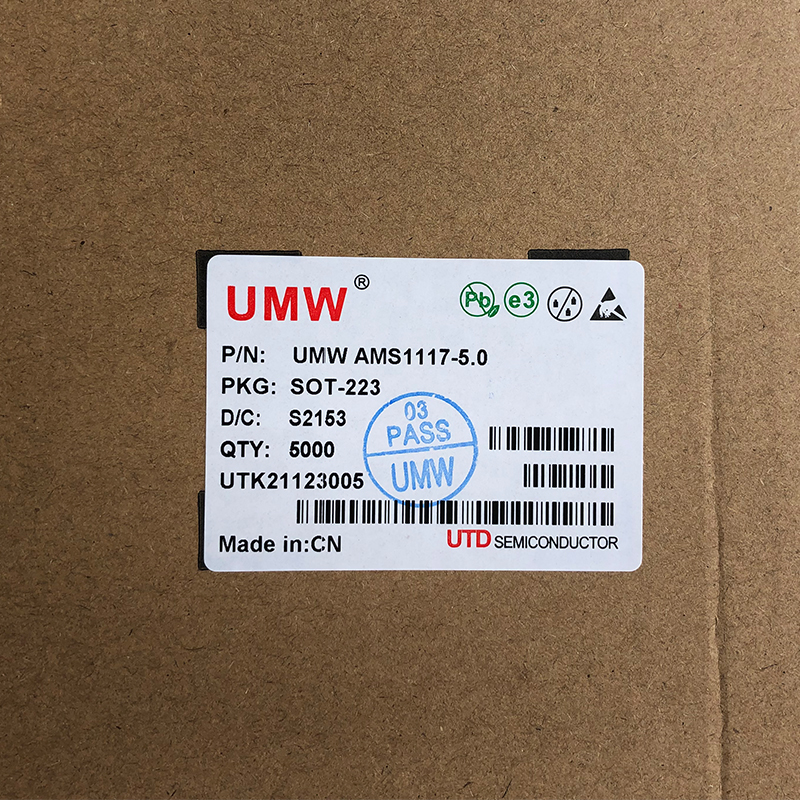 UMW®
Pb e3
P/N: UMW AMS1117-5.0
PKG: SOT-223
D/C: S2153
QTY: 5000
UTK21123005
03
PASS
UMW
Made in:CN
UTD SEMICONDUCTOR